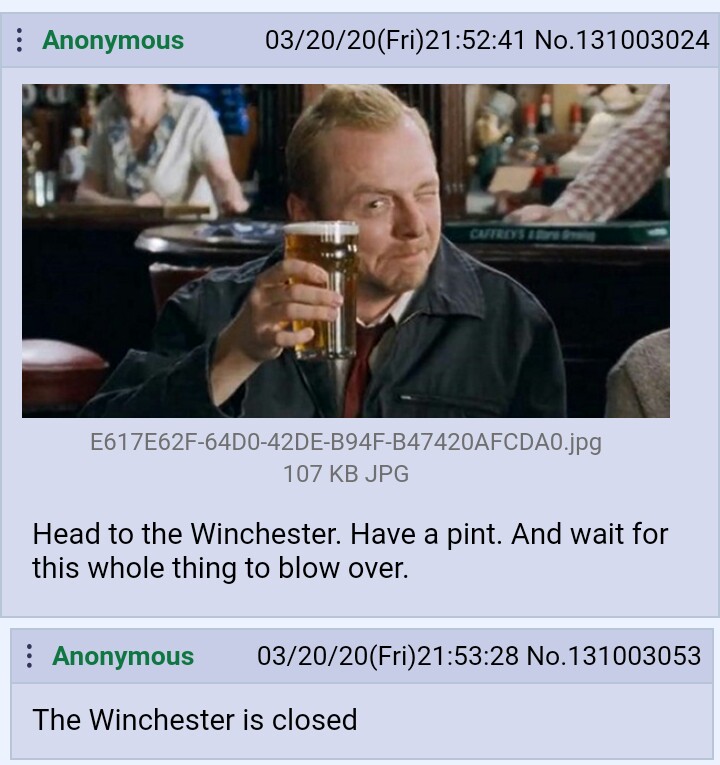 Anonymous 03/20/20(Fri)21:52:41 No.131003024
CAFFREYS
E617E62F-64D0-42DE-B94F-B47420AFCDA0.jpg
107 KB JPG
Head to the Winchester. Have a pint. And wait for
this whole thing to blow over.
Anonymous 03/20/20(Fri)21:53:28 No.131003053
The Winchester is closed